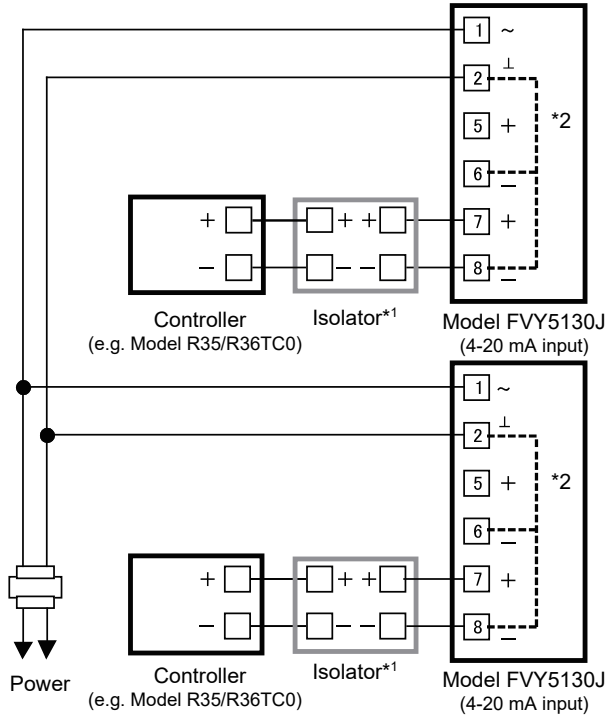 1 ~
2 ⊥
*2
5 +
6 −
+ + + 7 +
− − − 8 −
Controller
(e.g. Model R35/R36TC0)
Isolator*1
Model FVY5130J
(4-20 mA input)
1 ~
2 ⊥
*2
5 +
6 −
+ + + 7 +
− − − 8 −
Power
Controller
(e.g. Model R35/R36TC0)
Isolator*1
Model FVY5130J
(4-20 mA input)